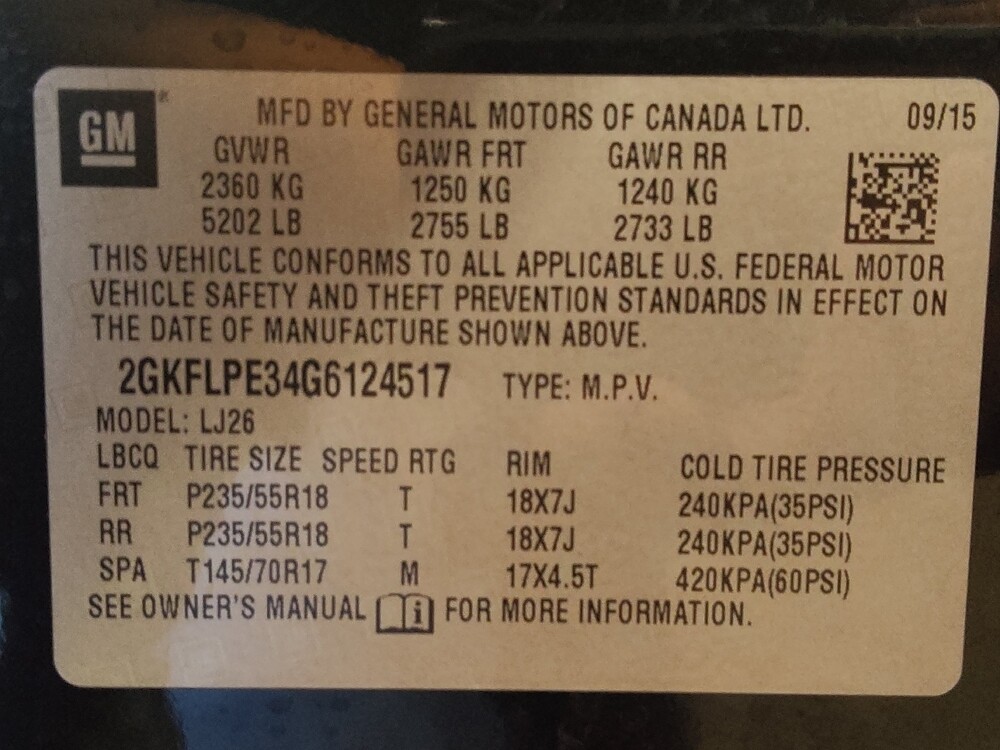 GM
MFD BY GENERAL MOTORS OF CANADA LTD. 09/15
GVWR GAWR FRT GAWR RR
2360 KG 1250 KG 1240 KG
5202 LB 2755 LB 2733 LB
THIS VEHICLE CONFORMS TO ALL APPLICABLE U.S. FEDERAL MOTOR
VEHICLE SAFETY AND THEFT PREVENTION STANDARDS IN EFFECT ON
THE DATE OF MANUFACTURE SHOWN ABOVE.
2GKFLPE34G6124517 TYPE: M.P.V.
MODEL: LJ26
LBCQ TIRE SIZE SPEED RTG RIM COLD TIRE PRESSURE
FRT P235/55R18 T 18X7J 240KPA(35PSI)
RR P235/55R18 T 18X7J 240KPA(35PSI)
SPA T145/70R17 M 17X4.5T 420KPA(60PSI)
SEE OWNER'S MANUAL i FOR MORE INFORMATION.